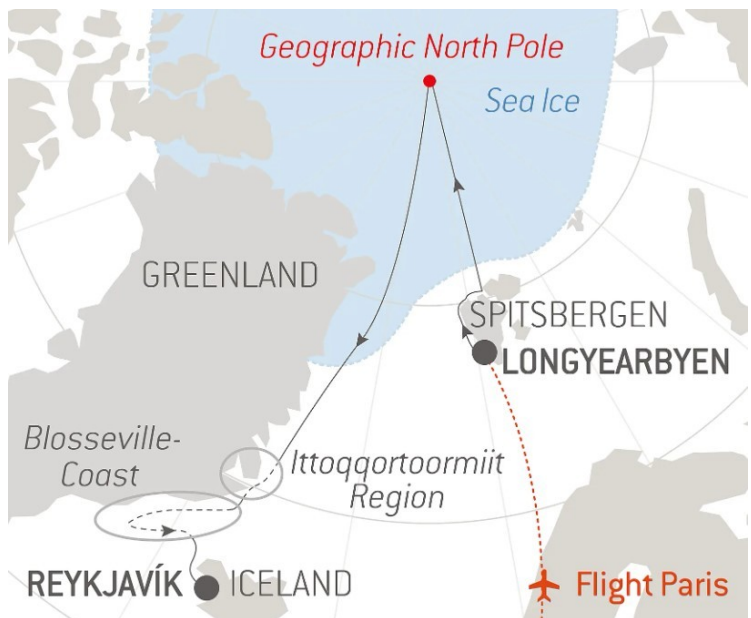 Geographic North Pole
Sea Ice
GREENLAND
SPITSBERGEN
LONGYEARBYEN
Blosseville-
Coast
Ittoqqortoormiit
Region
REYKJAVÍK
ICELAND
Flight Paris